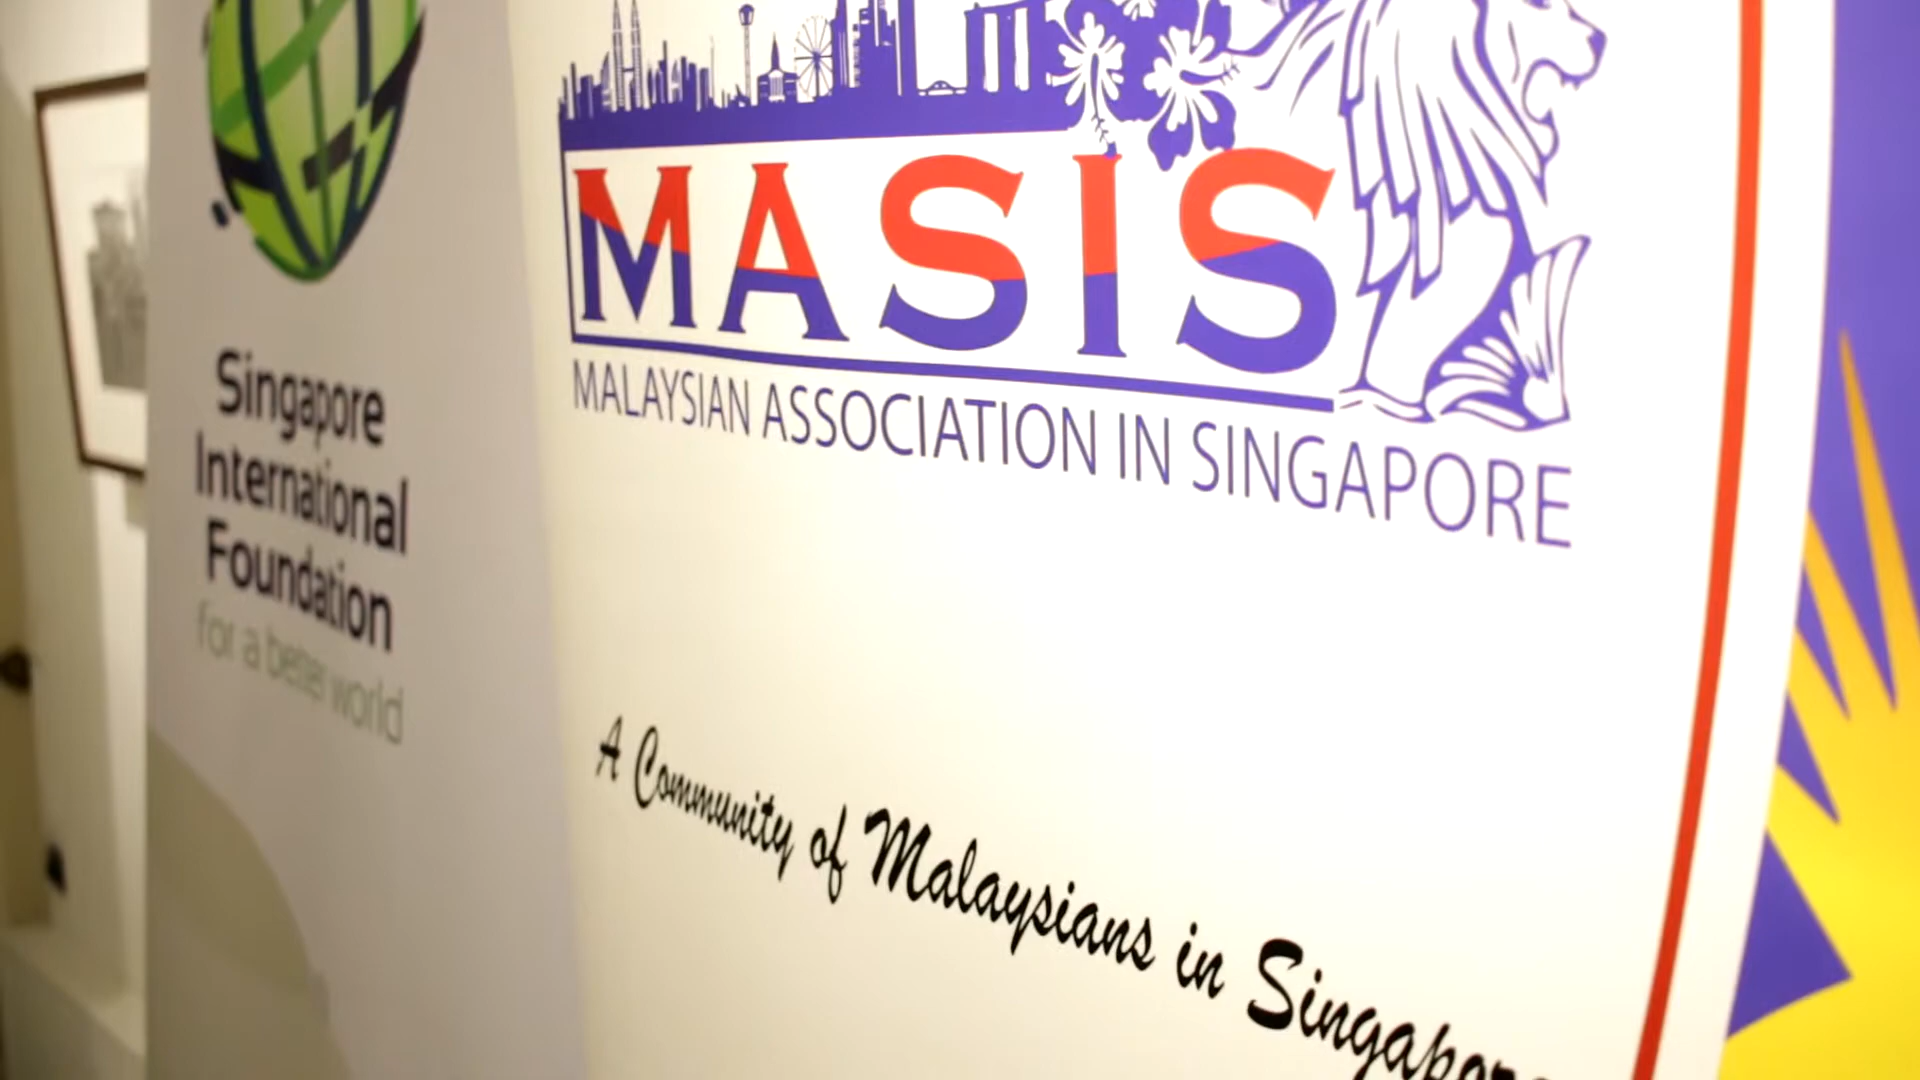 Singapore
International
Foundation
for a better world
MASIS
MALAYSIAN ASSOCIATION IN SINGAPORE
A Community of Malaysians in Singapore